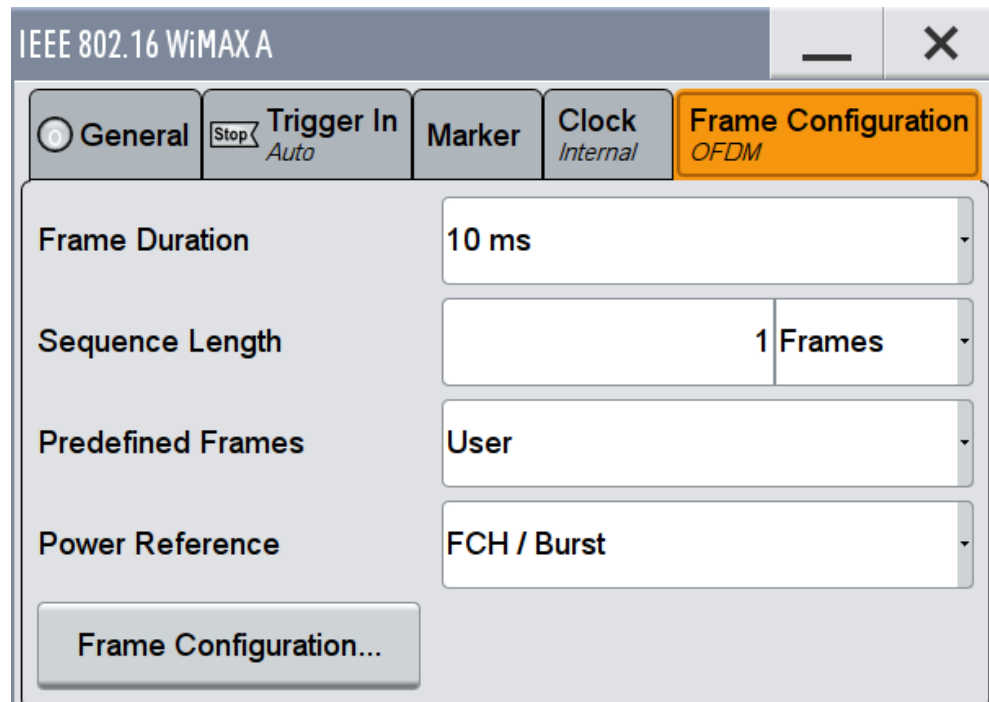 IEEE 802.16 WiMAX A
General
Stop
Trigger In
Auto
Marker
Clock
Internal
Frame Configuration
OFDM
Frame Duration
10 ms
Sequence Length
1 Frames
Predefined Frames
User
Power Reference
FCH / Burst
Frame Configuration...